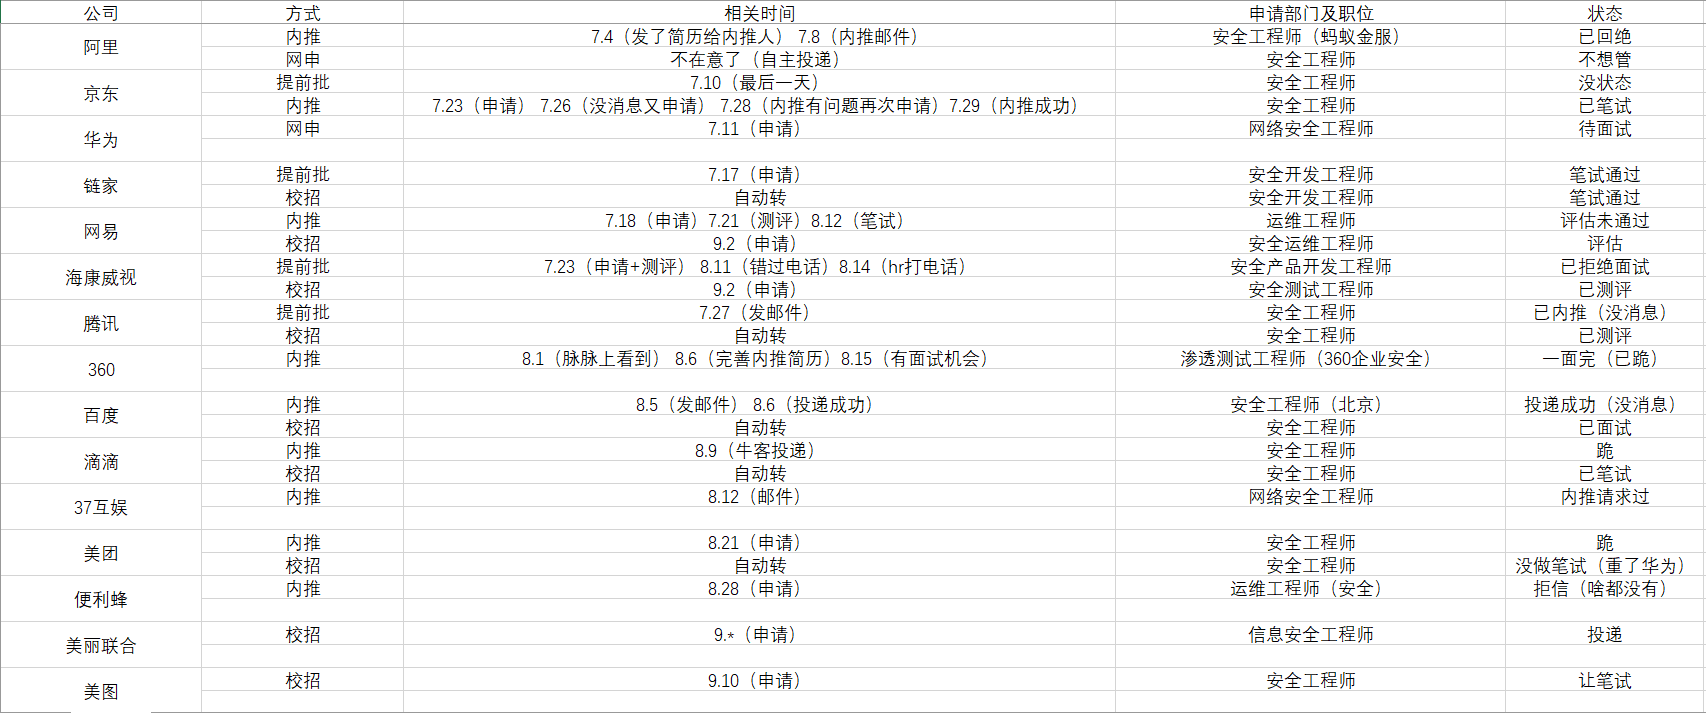 公司 方式 相关时间 申请部门及职位 状态
阿里 内推 7.4（发了简历给内推人） 7.8（内推邮件） 安全工程师（蚂蚁金服） 已回绝
网申 不在意了（自主投递） 安全工程师 不想管
京东 提前批 7.10（最后一天） 安全工程师 没状态
内推 7.23（申请） 7.26（没消息又申请） 7.28（内推有问题再次申请）7.29（内推成功） 安全工程师 已笔试
华为 网申 7.11（申请） 网络安全工程师 待面试
链家 提前批 7.17（申请） 安全开发工程师 笔试通过
校招 自动转 安全开发工程师 笔试通过
网易 内推 7.18（申请）7.21（测评）8.12（笔试） 运维工程师 评估未通过
校招 9.2（申请） 安全运维工程师 评估
海康威视 提前批 7.23（申请+测评） 8.11（错过电话）8.14（hr打电话） 安全产品开发工程师 已拒绝面试
校招 9.2（申请） 安全测试工程师 已测评
腾讯 提前批 7.27（发邮件） 安全工程师 已内推（没消息）
校招 自动转 安全工程师 已测评
360 内推 8.1（脉脉上看到） 8.6（完善内推简历）8.15（有面试机会） 渗透测试工程师（360企业安全） 一面完（已跪）
百度 内推 8.5（发邮件） 8.6（投递成功） 安全工程师（北京） 投递成功（没消息）
校招 自动转 安全工程师 已面试
滴滴 内推 8.9（牛客投递） 安全工程师 跪
校招 自动转 安全工程师 已笔试
37互娱 内推 8.12（邮件） 网络安全工程师 内推请求过
美团 内推 8.21（申请） 安全工程师 跪
校招 自动转 安全工程师 没做笔试（重了华为）
便利蜂 内推 8.28（申请） 运维工程师（安全） 拒信（啥都没有）
美丽联合 校招 9.*（申请） 信息安全工程师 投递
美图 校招 9.10（申请） 安全工程师 让笔试